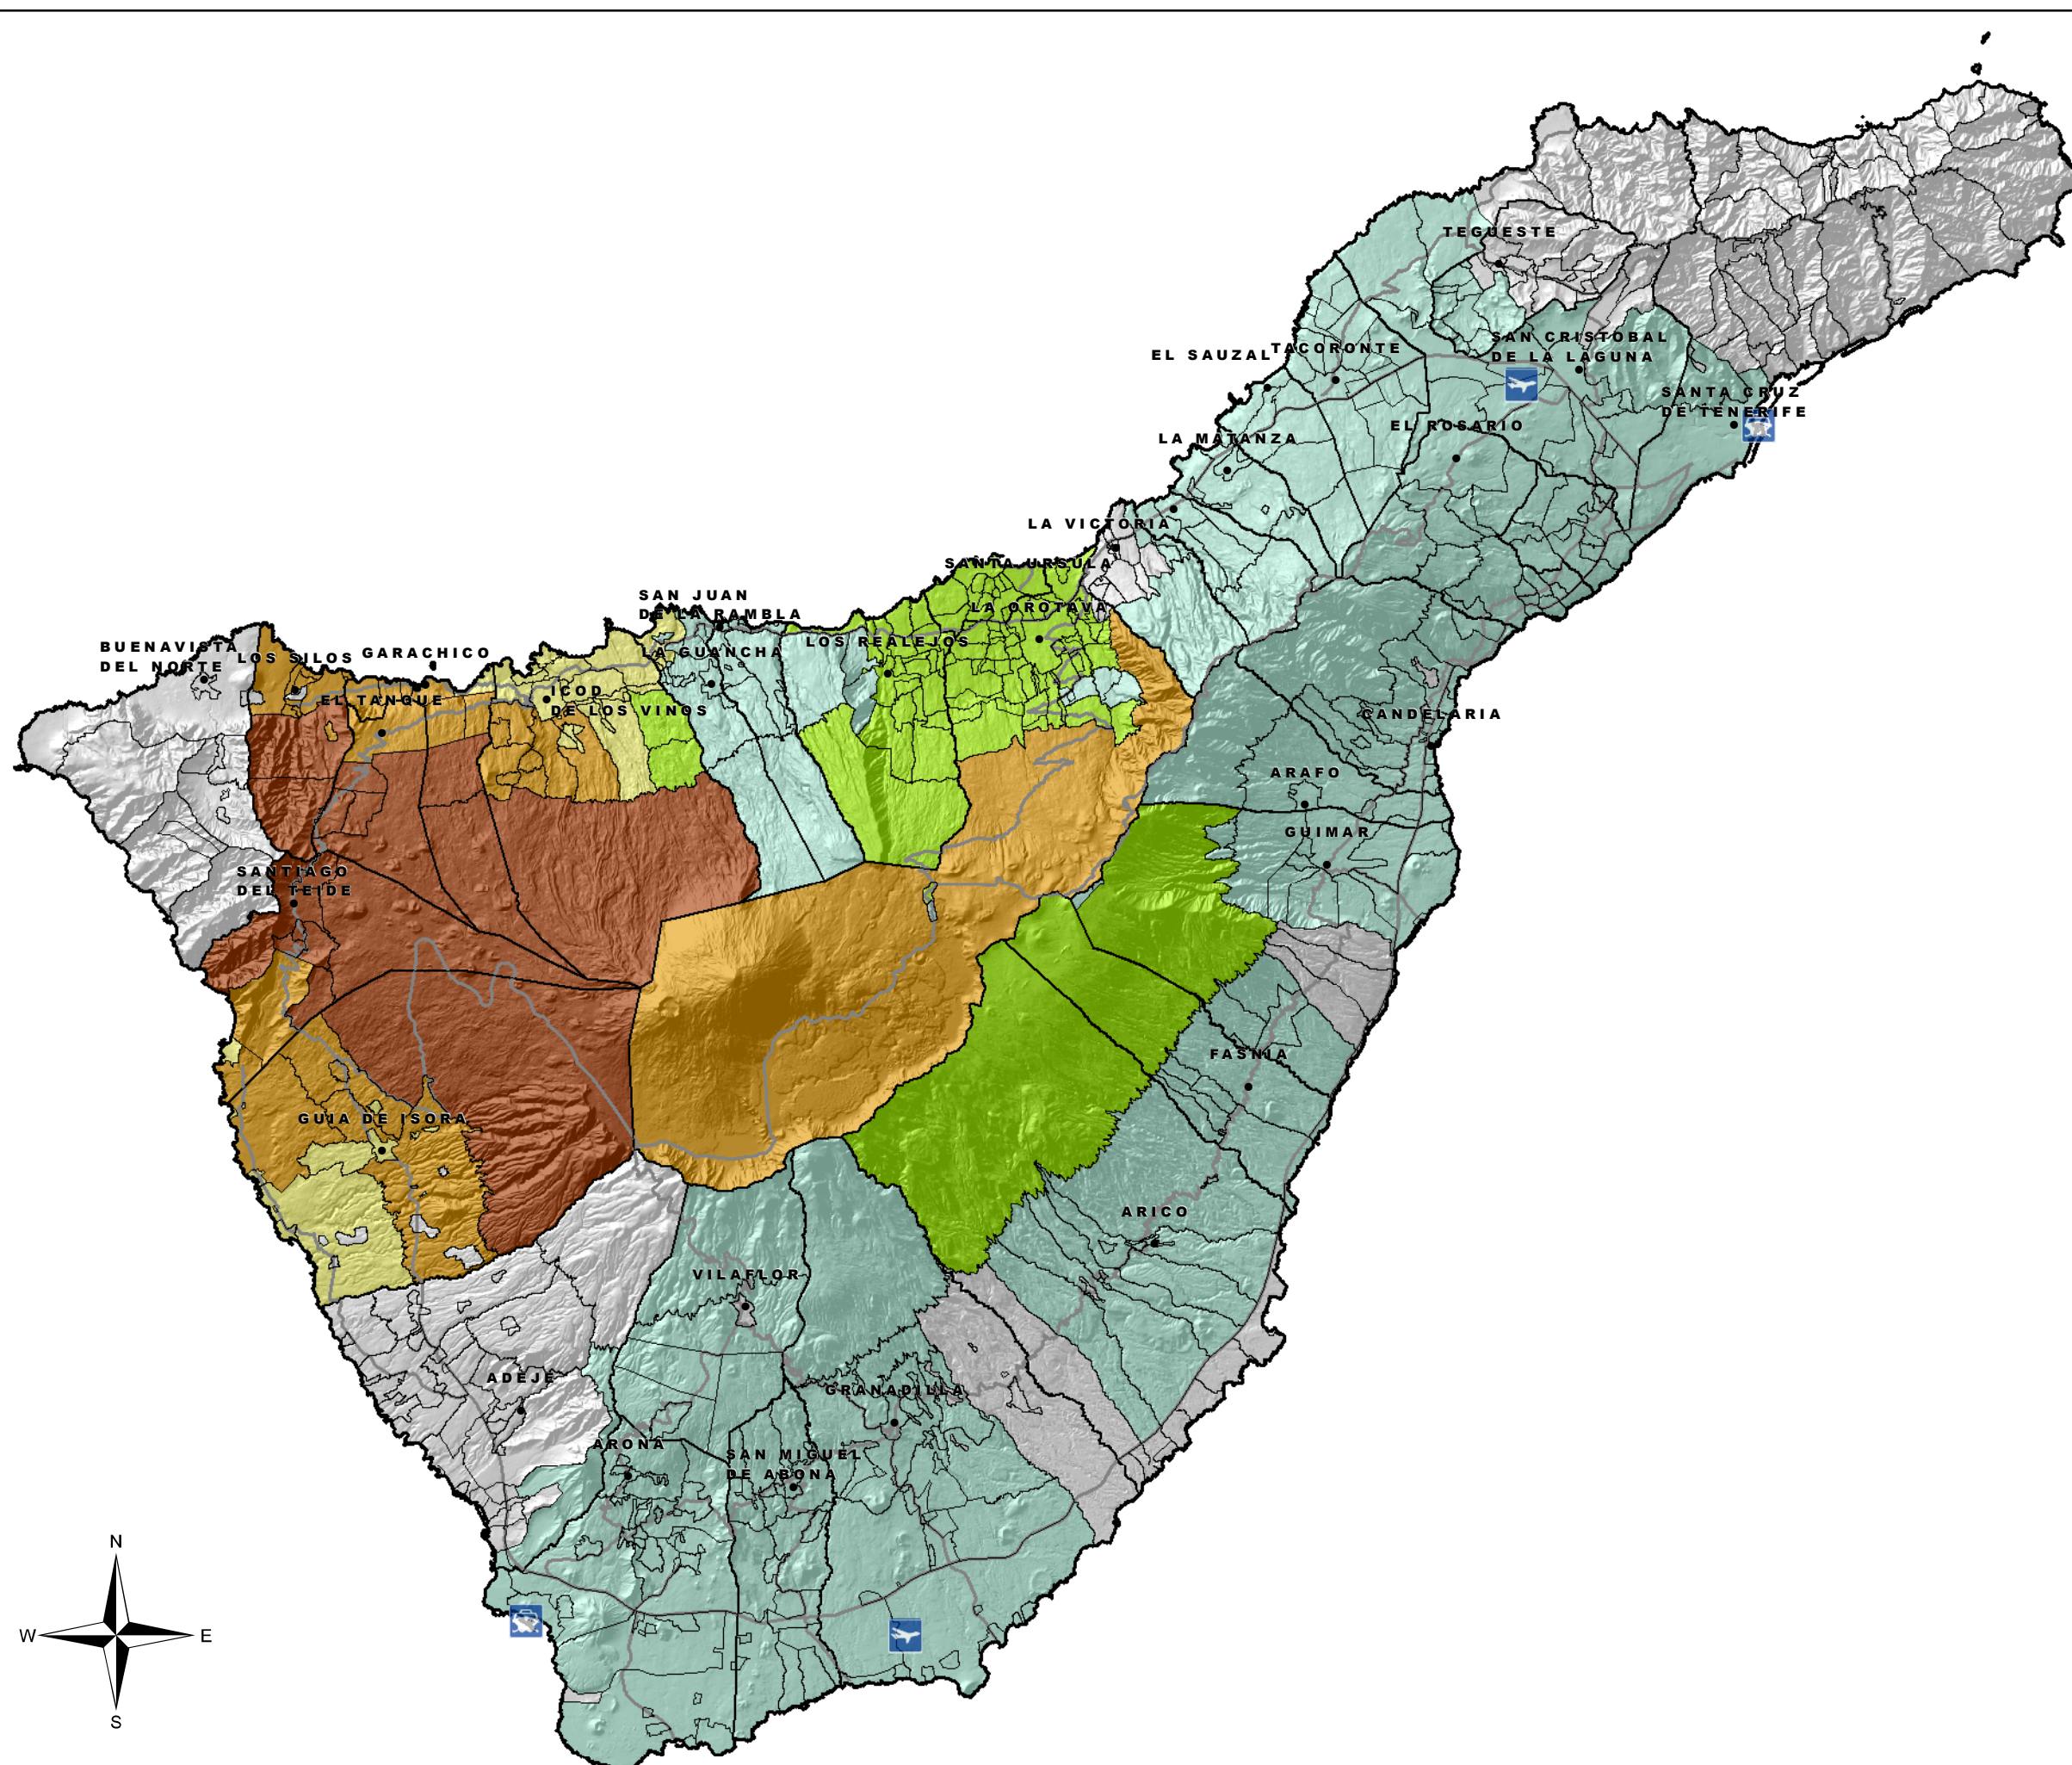 TEGUESTE
SAN CRISTOBAL
DE LA LAGUNA
EL SAUZAL
TACORONTE
SANTA CRUZ
DE TENERIFE
EL ROSARIO
LA MATANZA
LA VICTORIA
SANTA URSULA
SAN JUAN
DE LA RAMBLA
LA OROTAVA
LOS REALEJOS
LA GUANCHA
BUENAVISTA
DEL NORTE
LOS SILOS
GARACHICO
EL TANQUE
ICOD
DE LOS VINOS
CANDELARIA
ARAFO
GUIMAR
SANTIAGO
DEL TEIDE
FASNIA
GUIA DE ISORA
ARICO
VILAFLOR
ADEJE
GRANADILLA
ARONA
SAN MIGUEL
DE ABONA
N
W
E
S